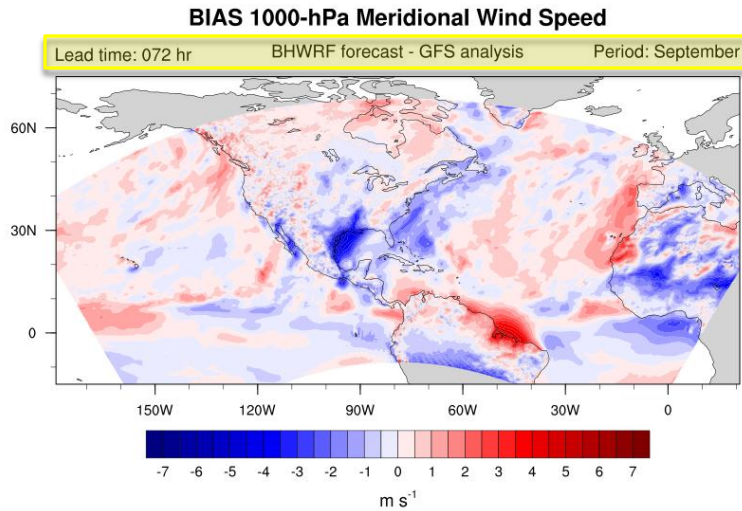 BIAS 1000-hPa Meridional Wind Speed
Lead time: 072 hr BHWRF forecast - GFS analysis Period: September
60N
30N
0
150W 120W 90W 60W 30W 0
-7 -6 -5 -4 -3 -2 -1 0 1 2 3 4 5 6 7
m s-1